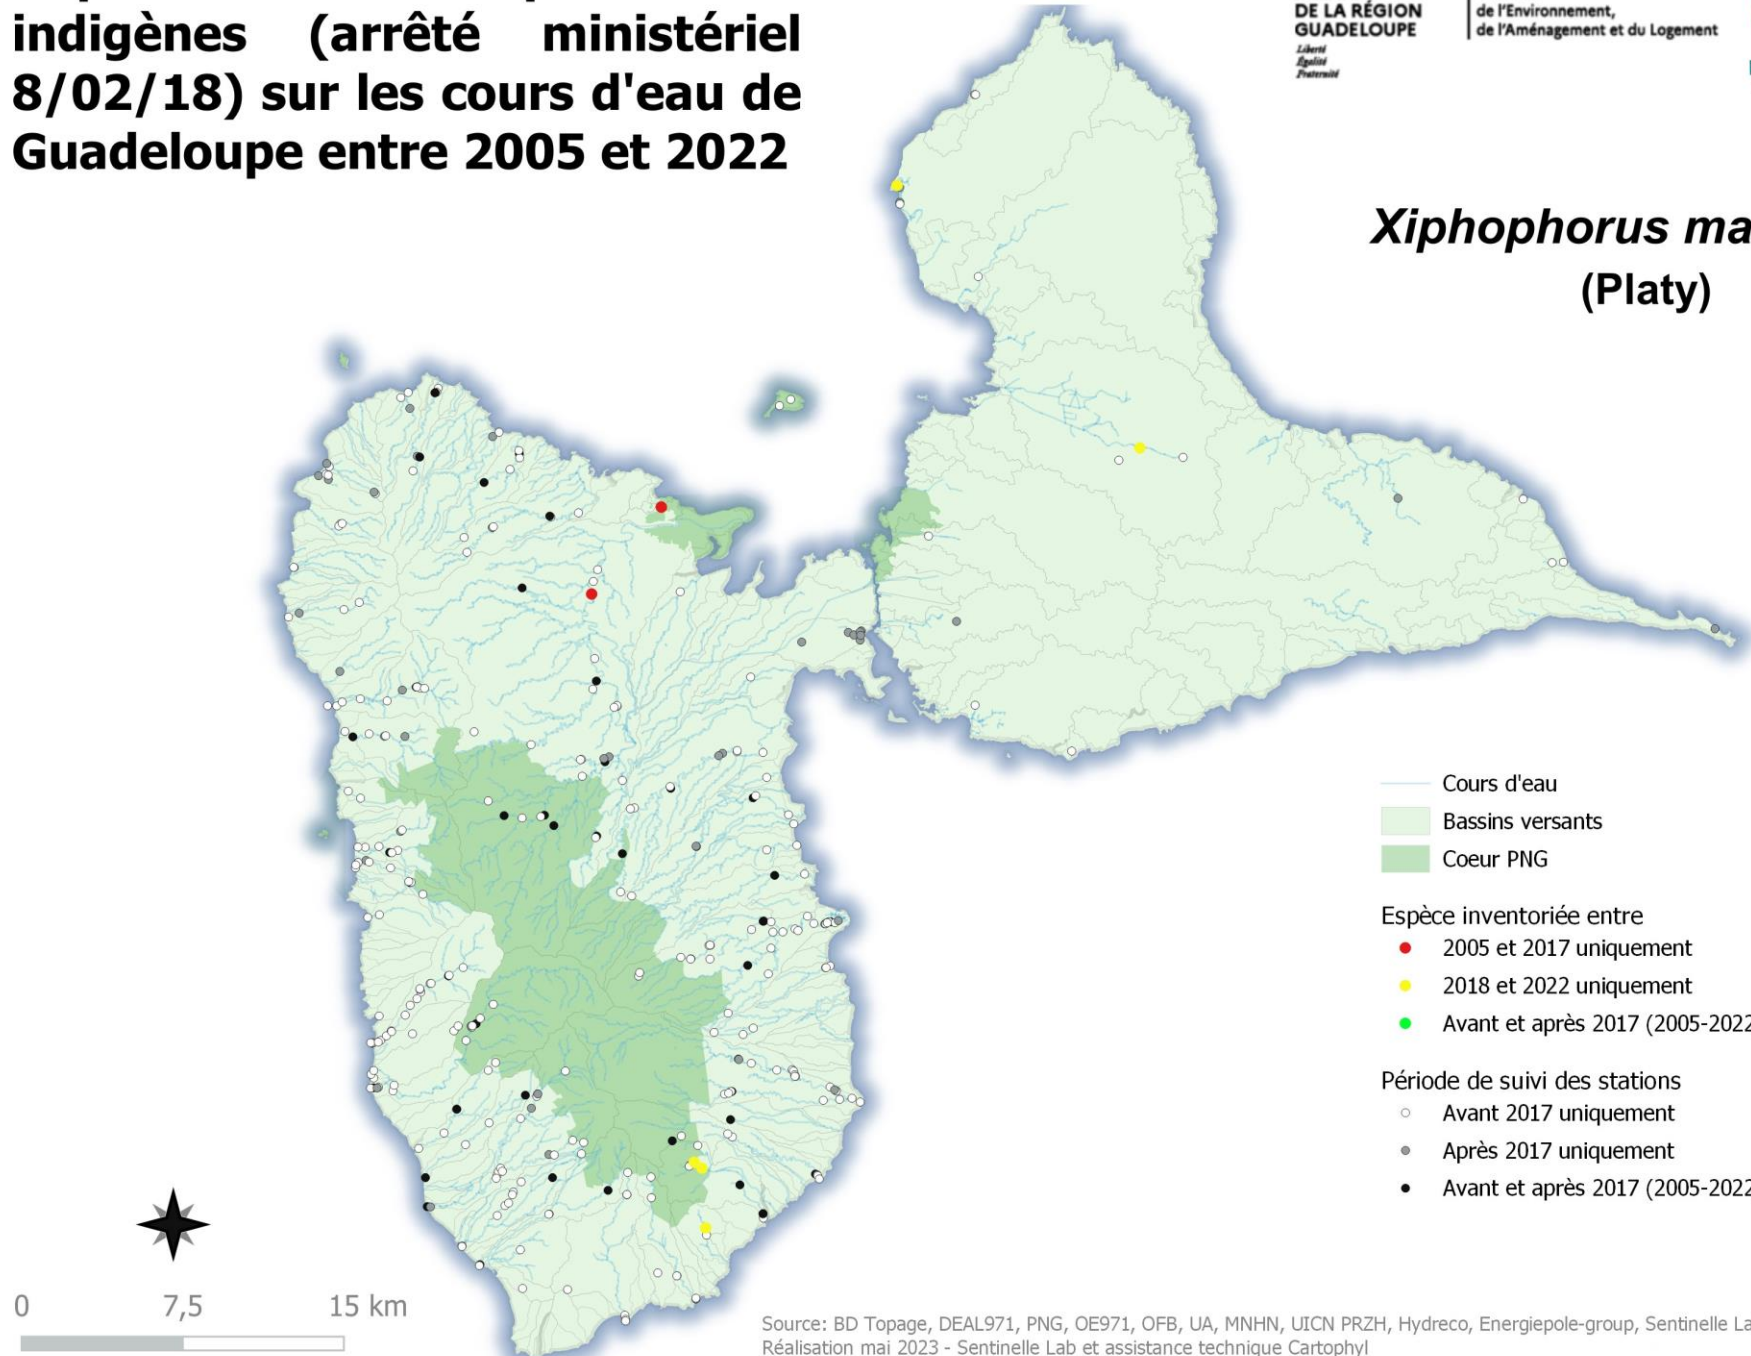 indigènes (arrêté ministériel
8/02/18) sur les cours d'eau de
Guadeloupe entre 2005 et 2022
DE LA RÉGION
GUADELOUPE
Liberté
Égalité
Fraternité
de l'Environnement,
de l'Aménagement et du Logement
Xiphophorus ma
(Platy)
Cours d'eau
Bassins versants
Coeur PNG
Espèce inventoriée entre
2005 et 2017 uniquement
2018 et 2022 uniquement
Avant et après 2017 (2005-2022
Période de suivi des stations
Avant 2017 uniquement
Après 2017 uniquement
Avant et après 2017 (2005-2022
0 7,5 15 km
Source: BD Topage, DEAL971, PNG, OE971, OFB, UA, MNHN, UICN PRZH, Hydreco, Energiepole-group, Sentinelle La
Réalisation mai 2023 - Sentinelle Lab et assistance technique Cartophyl